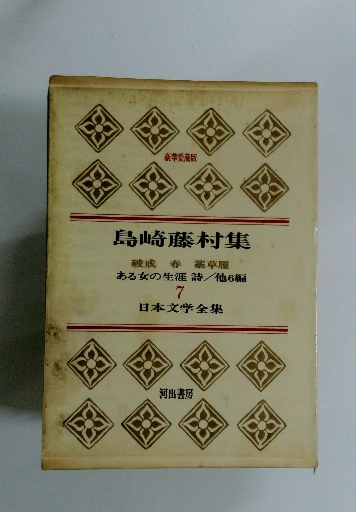 豪華愛蔵版
島崎藤村集
破戒 春 藁草履
ある女の生涯 詩／他6編
7
日本文学全集
河出書房